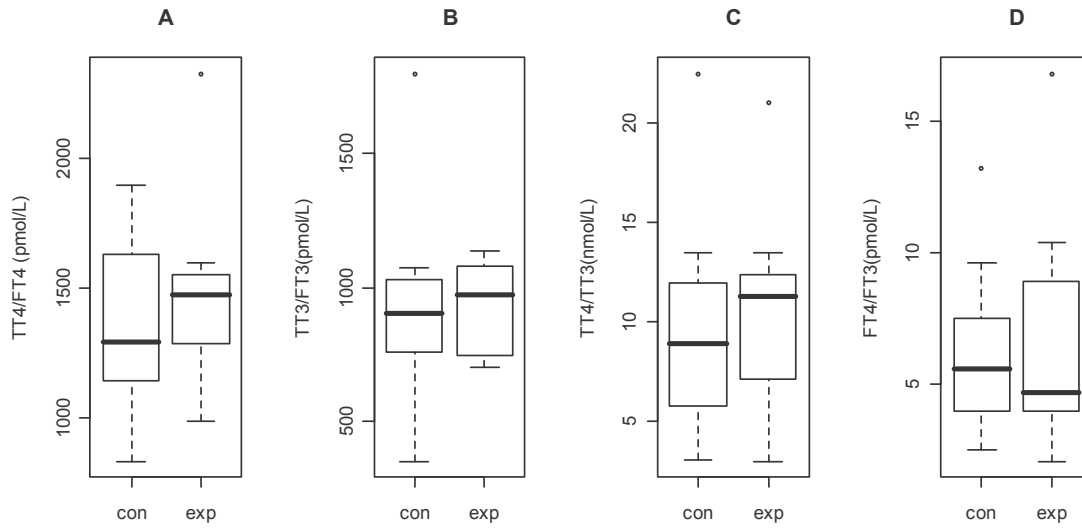 A
TT4/FT4 (pmol/L)
2000
1500
1000
con exp
B
TT3/FT3(pmol/L)
1500
1000
500
con exp
C
TT4/TT3(nmol/L)
20
15
10
5
con exp
D
FT4/FT3(pmol/L)
15
10
5
con exp